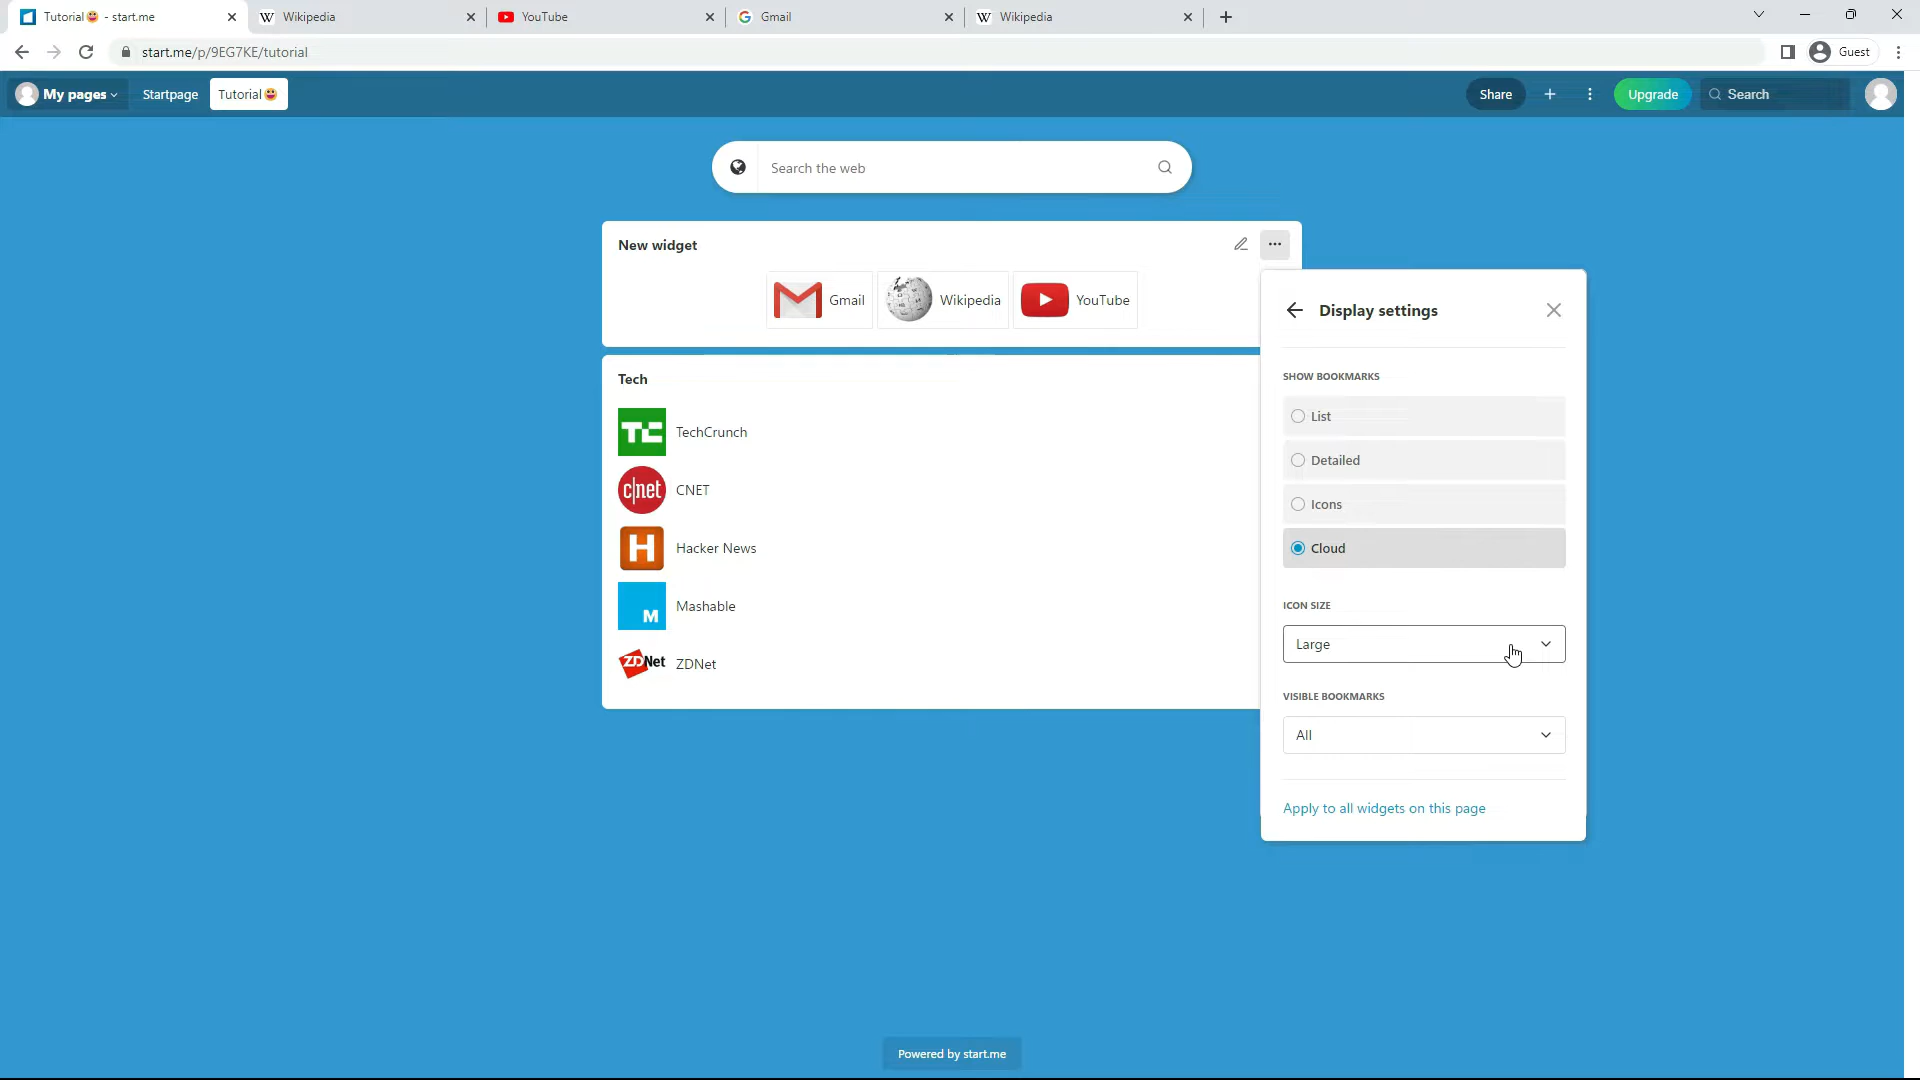 Tutorial😀 - start.me
Wikipedia
YouTube
Gmail
Wikipedia
start.me/p/9EG7KE/tutorial
Guest
My pages
Startpage
Tutorial😀
Share
Upgrade
Search
Search the web
New widget
Gmail
Wikipedia
YouTube
Tech
TC TechCrunch
c|net CNET
H Hacker News
M Mashable
ZDNet ZDNet
Display settings
SHOW BOOKMARKS
List
Detailed
Icons
Cloud
ICON SIZE
Large
VISIBLE BOOKMARKS
All
Apply to all widgets on this page
Powered by start.me